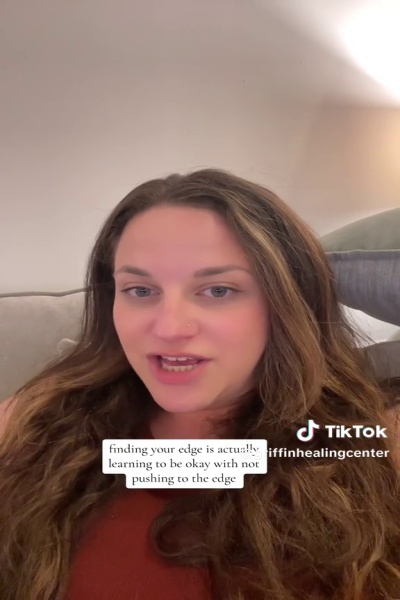 TikTok
finding your edge is actually
learning to be okay with not
pushing to the edge